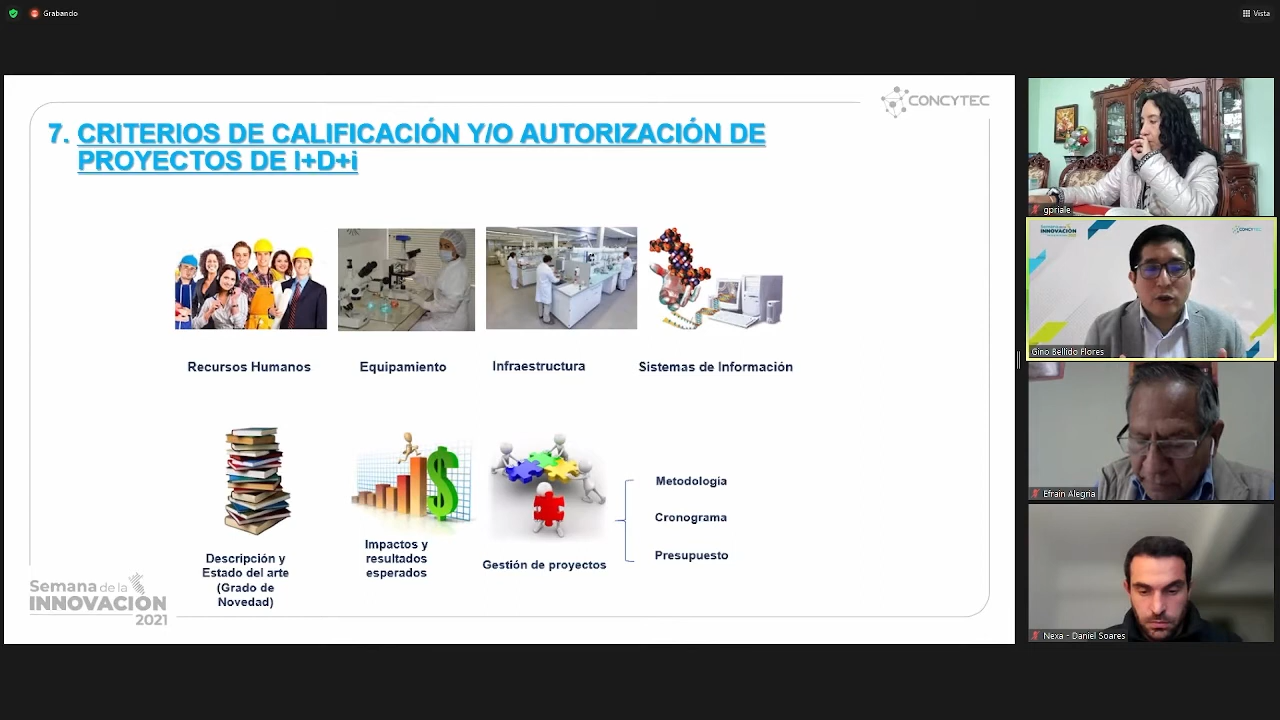 Grabando
Vista
CONCYTEC
7. CRITERIOS DE CALIFICACIÓN Y/O AUTORIZACIÓN DE
PROYECTOS DE I+D+i
Recursos Humanos
Equipamiento
Infraestructura
Sistemas de Información
Descripción y
Estado del arte
(Grado de
Novedad)
Impactos y
resultados
esperados
Gestión de proyectos
Metodología
Cronograma
Presupuesto
Semana de la
INNOVACIÓN
2021
gpriale
INNOVACIÓN
CONCYTEC
Gino Bellido Flores
Efrain Alegria
Nexa - Daniel Soares